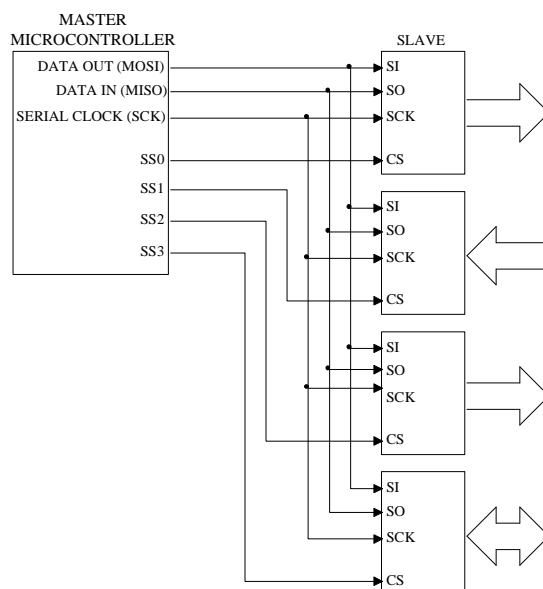 MASTER
MICROCONTROLLER
DATA OUT (MOSI)
DATA IN (MISO)
SERIAL CLOCK (SCK)
SS0
SS1
SS2
SS3
SLAVE
SI
SO
SCK
CS
SI
SO
SCK
CS
SI
SO
SCK
CS
SI
SO
SCK
CS